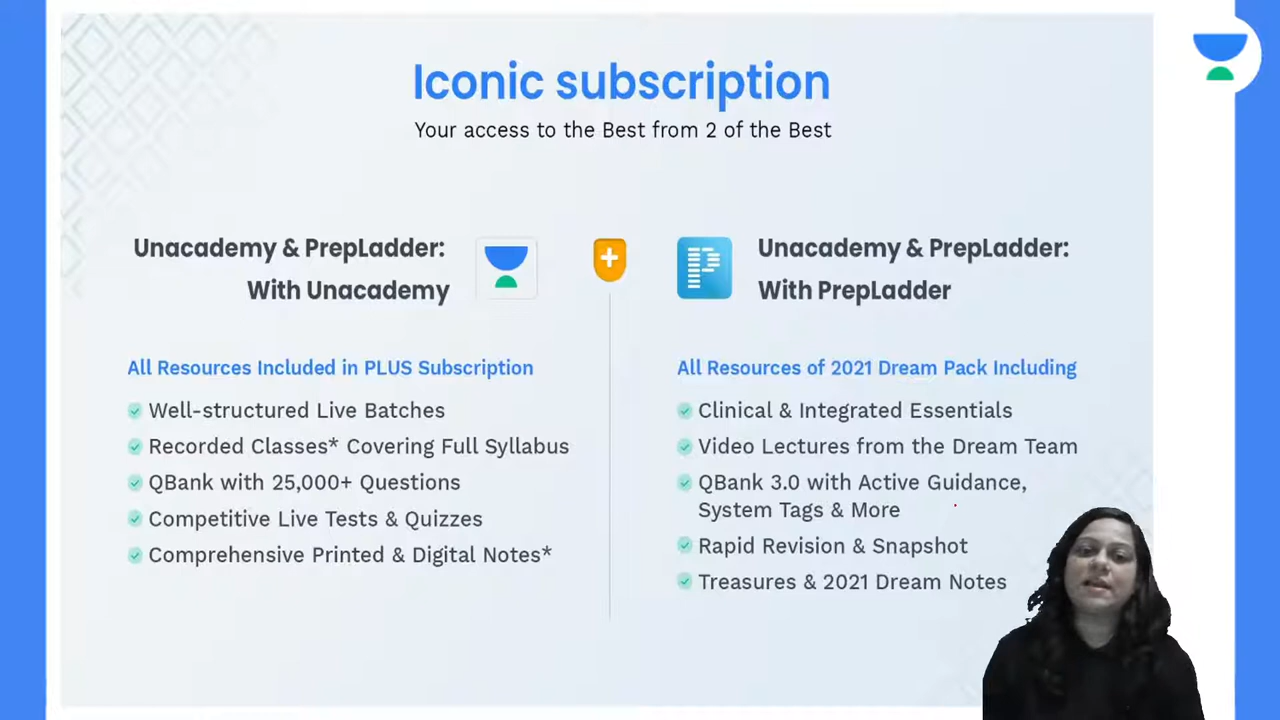 Iconic subscription
Your access to the Best from 2 of the Best
Unacademy & PrepLadder:
With Unacademy
All Resources Included in PLUS Subscription
Well-structured Live Batches
Recorded Classes* Covering Full Syllabus
QBank with 25,000+ Questions
Competitive Live Tests & Quizzes
Comprehensive Printed & Digital Notes*
Unacademy & PrepLadder:
With PrepLadder
All Resources of 2021 Dream Pack Including
Clinical & Integrated Essentials
Video Lectures from the Dream Team
QBank 3.0 with Active Guidance,
System Tags & More
Rapid Revision & Snapshot
Treasures & 2021 Dream Notes